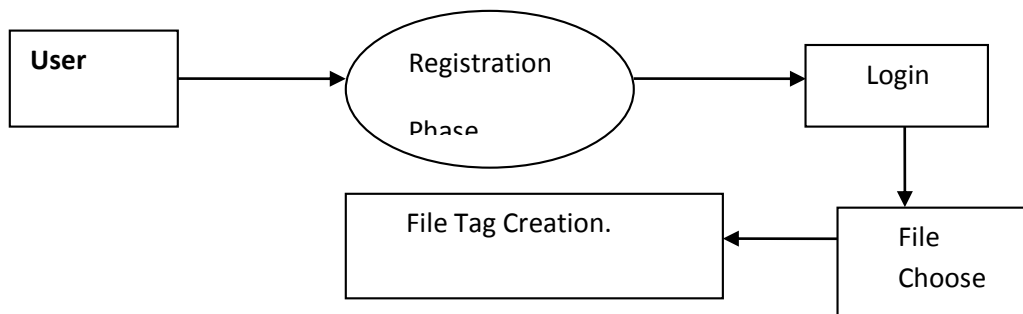 User
Registration
Phase
Login
File
Choose
File Tag Creation.